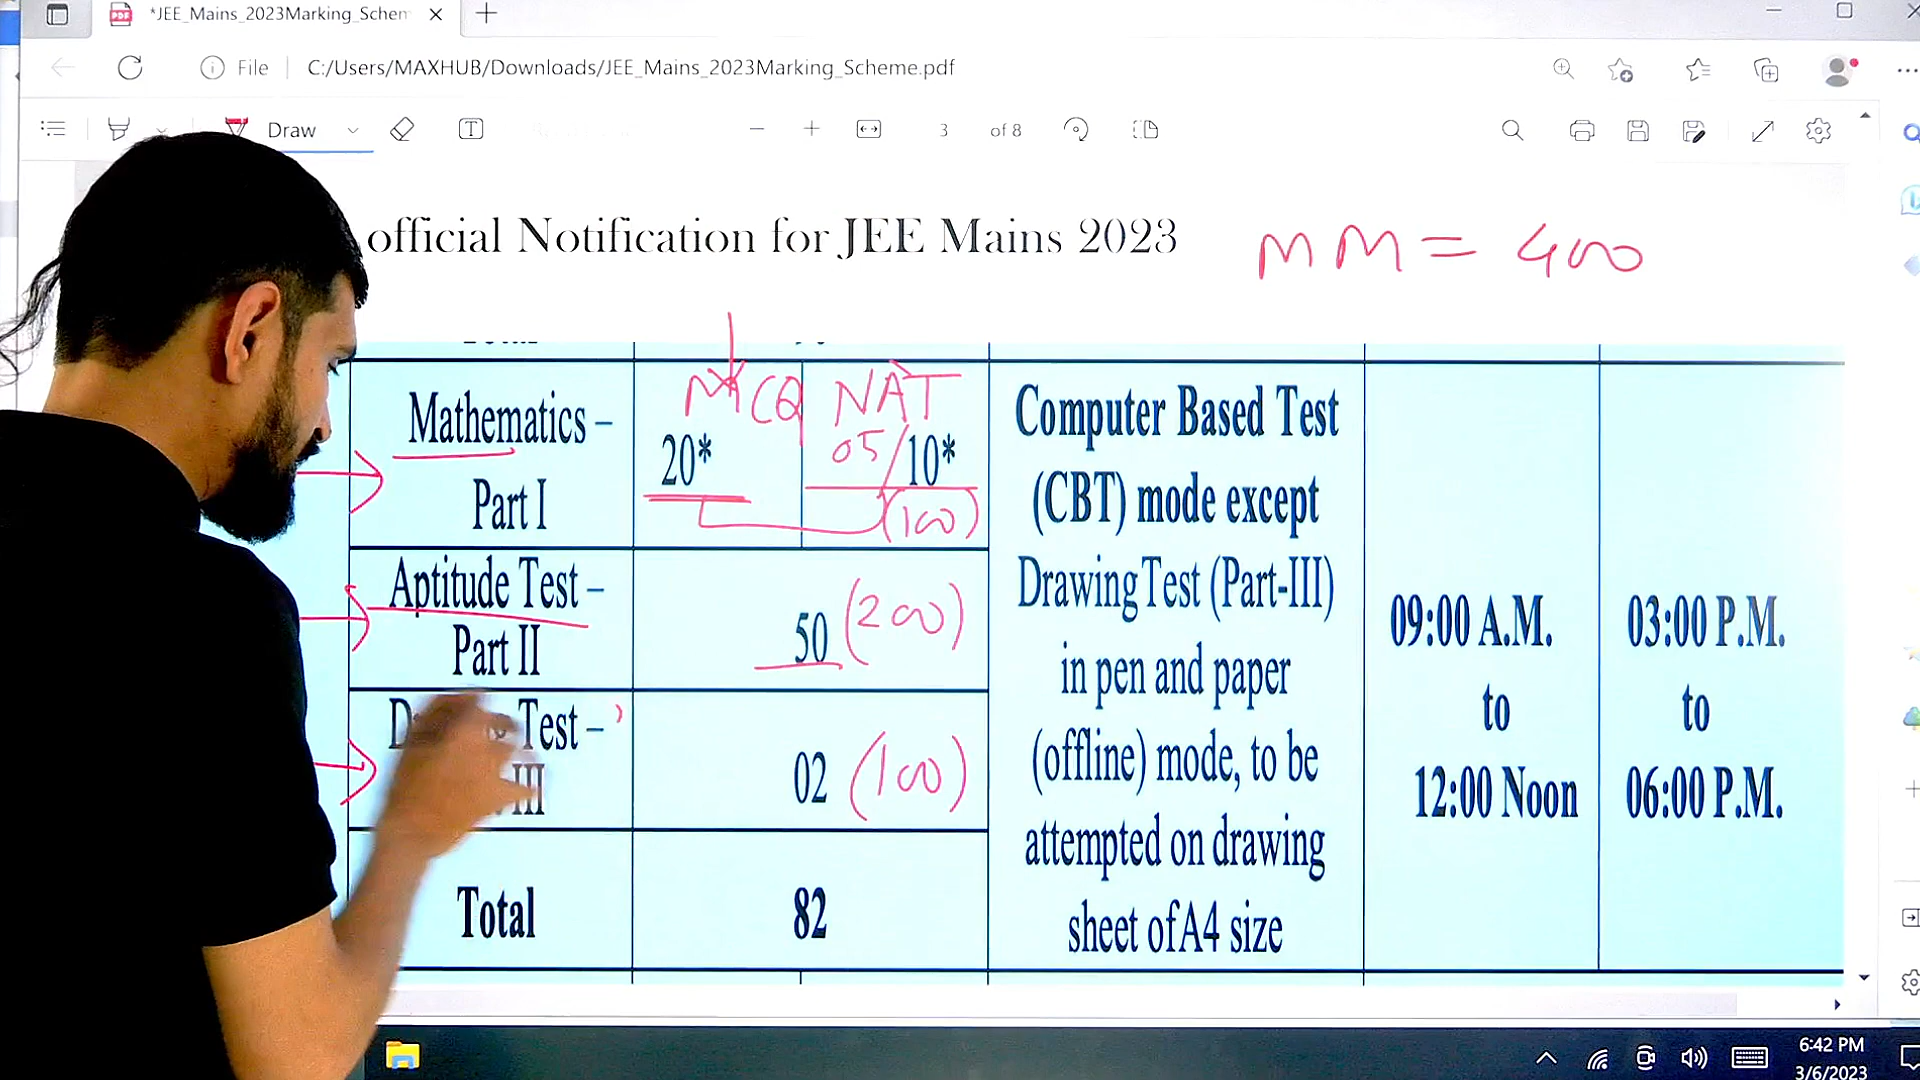 *JEE_Mains_2023Marking_Schem
File
C:/Users/MAXHUB/Downloads/JEE_Mains_2023Marking_Scheme.pdf
Draw
3 of 8
official Notification for JEE Mains 2023
MM = 400
MCQ
NAT
Mathematics –
Part I
20*
05/10*
(100)
Aptitude Test –
Part II
50 (200)
Test –
III
02 (100)
Total
82
Computer Based Test
(CBT) mode except
Drawing Test (Part-III)
in pen and paper
(offline) mode, to be
attempted on drawing
sheet of A4 size
09:00 A.M.
to
12:00 Noon
03:00 P.M.
to
06:00 P.M.
6:42 PM
3/6/2023